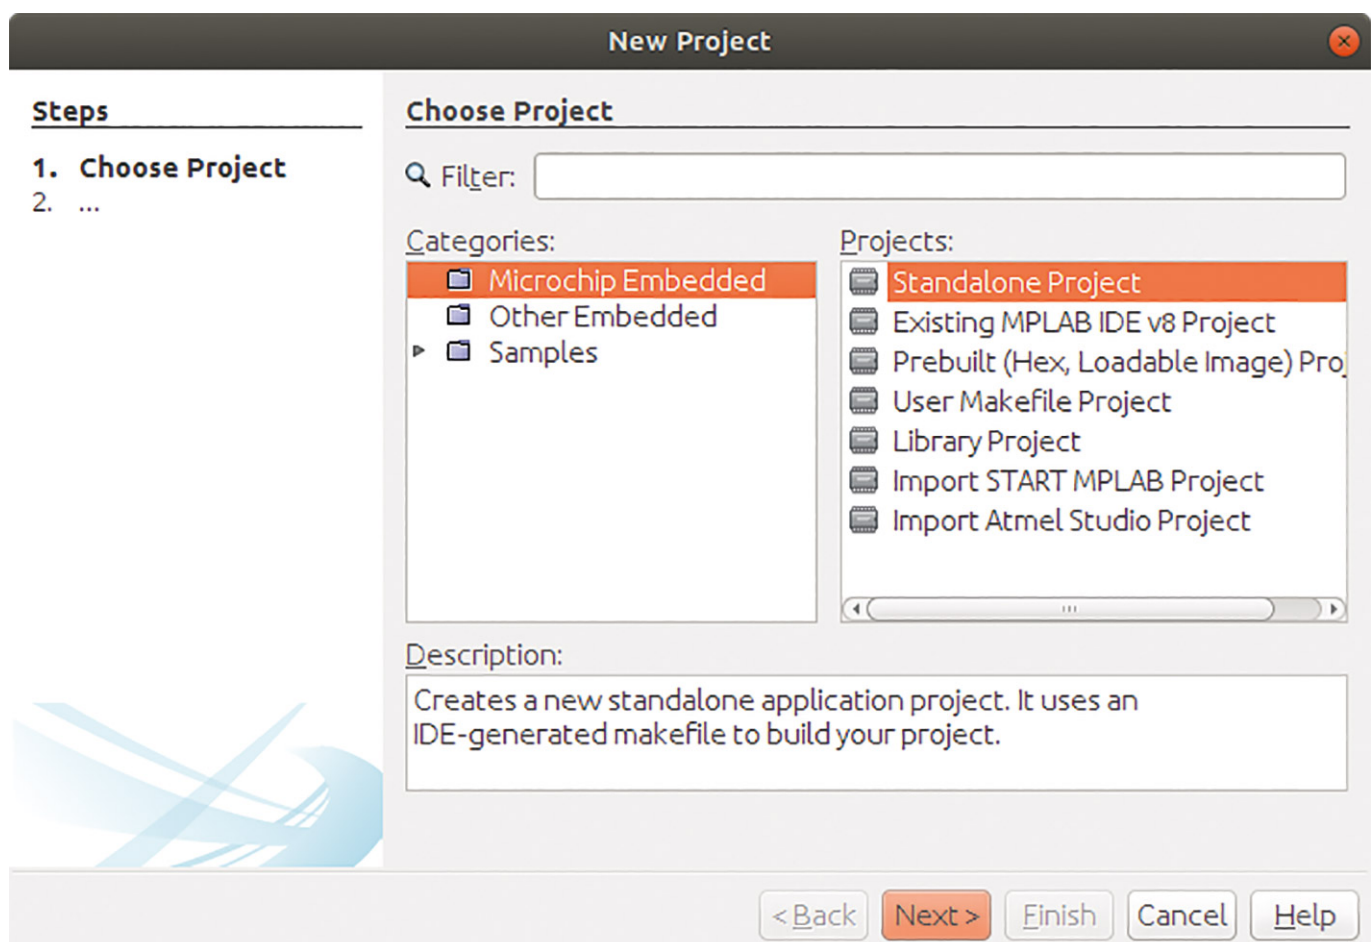 New Project
Steps
1. Choose Project
2. ...
Choose Project
Filter:
Categories:
Microchip Embedded
Other Embedded
Samples
Projects:
Standalone Project
Existing MPLAB IDE v8 Project
Prebuilt (Hex, Loadable Image) Proj
User Makefile Project
Library Project
Import START MPLAB Project
Import Atmel Studio Project
Description:
Creates a new standalone application project. It uses an
IDE-generated makefile to build your project.
< Back Next > Finish Cancel Help